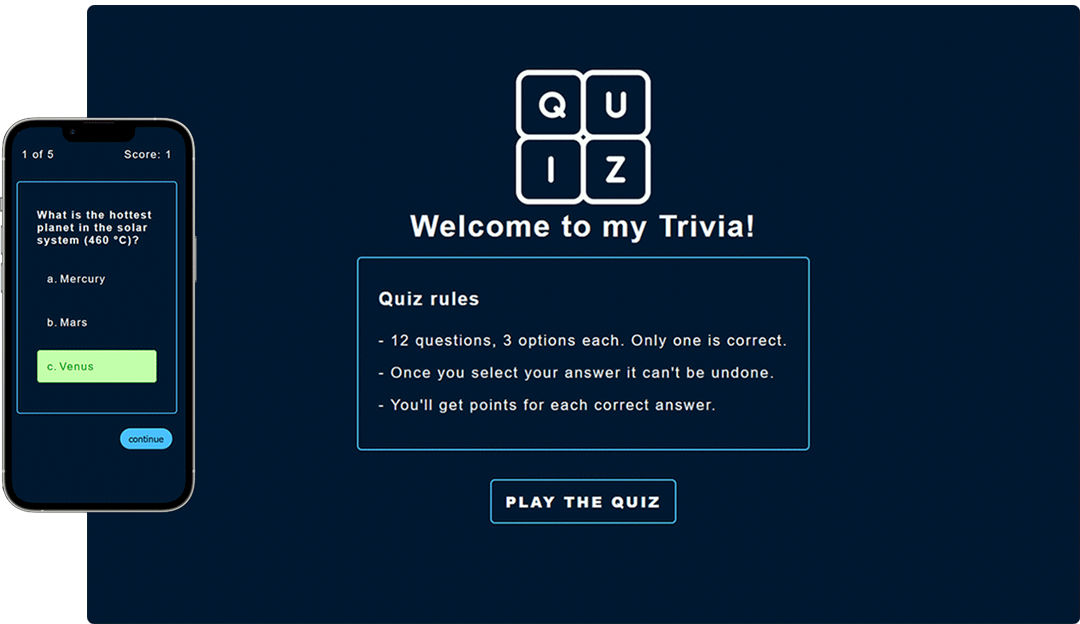 1 of 5 Score: 1
What is the hottest
planet in the solar
system (460 °C)?
a. Mercury
b. Mars
c. Venus
continue
Q U
I Z
Welcome to my Trivia!
Quiz rules
- 12 questions, 3 options each. Only one is correct.
- Once you select your answer it can't be undone.
- You'll get points for each correct answer.
PLAY THE QUIZ